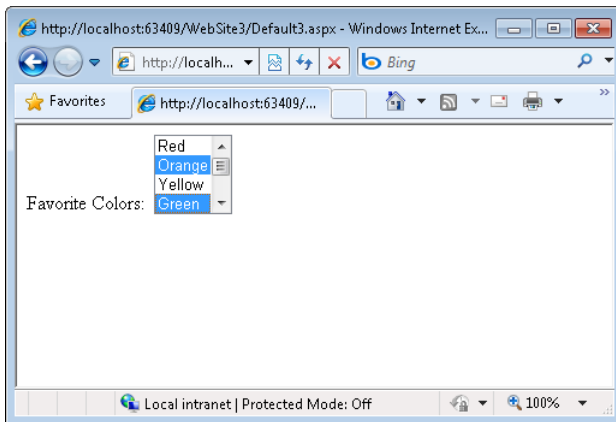 http://localhost:63409/WebSite3/Default3.aspx - Windows Internet Ex...
http://localh...
Bing
Favorites
http://localhost:63409/...
Red
Orange
Yellow
Favorite Colors:
Green
Local intranet | Protected Mode: Off
100%